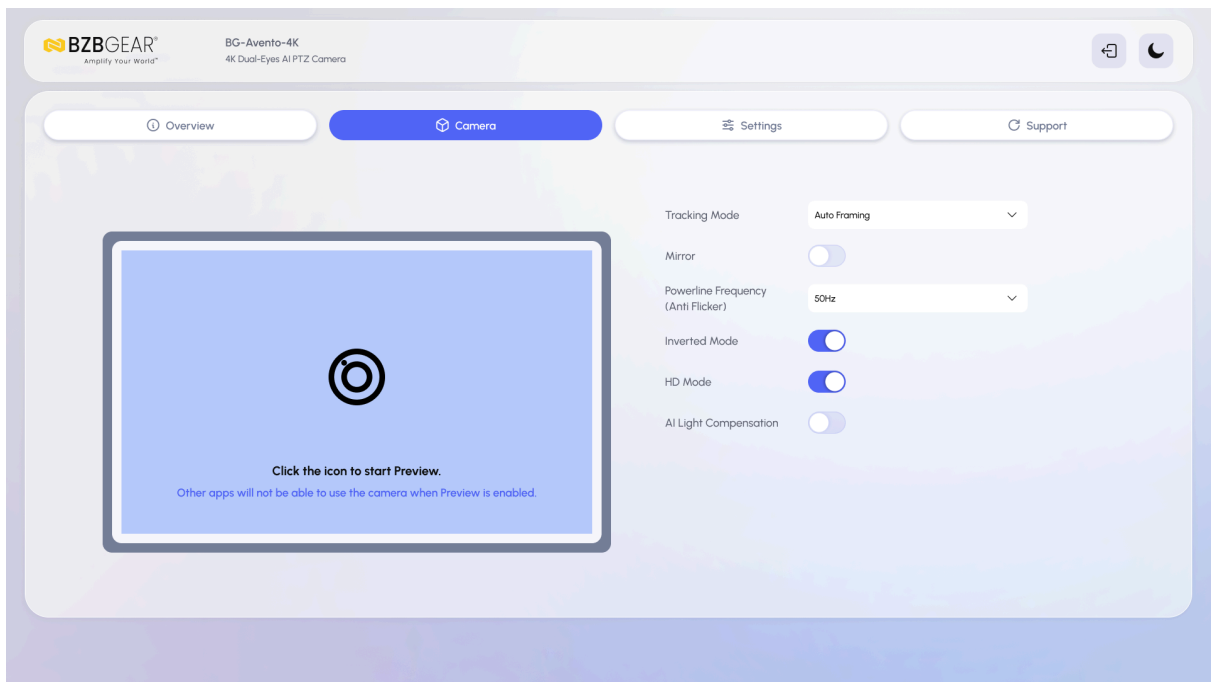 BZBGEAR®
Amplify Your World™
BG-Avento-4K
4K Dual-Eyes AI PTZ Camera
Overview
Camera
Settings
Support
Tracking Mode
Auto Framing
Mirror
Powerline Frequency
(Anti Flicker)
50Hz
Inverted Mode
HD Mode
AI Light Compensation
Click the icon to start Preview.
Other apps will not be able to use the camera when Preview is enabled.